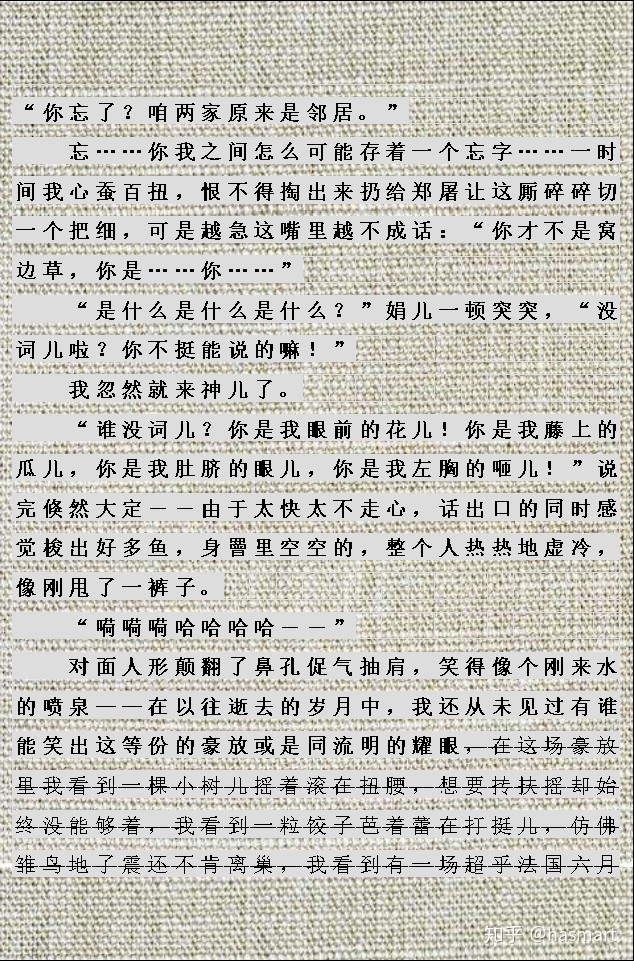 “你忘了？咱两家原来是邻居。”
忘……你我之间怎么可能存着一个忘字……一时
间我心蚕百扭，恨不得掏出来扔给郑屠让这厮碎碎切
一个把细，可是越急这嘴里越不成话：“你才不是窝
边草，你是……你……”
“是什么是什么是什么？”娟儿一顿突突，“没
词儿啦？你不挺能说的嘛！”
我忽然就来神儿了。
“谁没词儿？你是我眼前的花儿！你是我藤上的
瓜儿，你是我肚脐的眼儿，你是我左胸的咂儿！”说
完倏然大定——由于太快太不走心，话出口的同时感
觉梭出好多鱼，身罾里空空的，整个人热热地虚冷，
像刚甩了一裤子。
“嗬嗬嗬哈哈哈哈——”
对面人形颠翻了鼻孔促气抽肩，笑得像个刚来水
的喷泉——在以往逝去的岁月中，我还从未见过有谁
能笑出这等份的豪放或是同流明的耀眼，在这场豪放
里我看到一棵小树儿摇着滚在扭腰，想要抟扶摇却始
终没能够着，我看到一粒饺子芭着蕾在打挺儿，仿佛
雏鸟地了震还不肯离巢，我看到有一场超乎法国六月
知乎 @hasmart